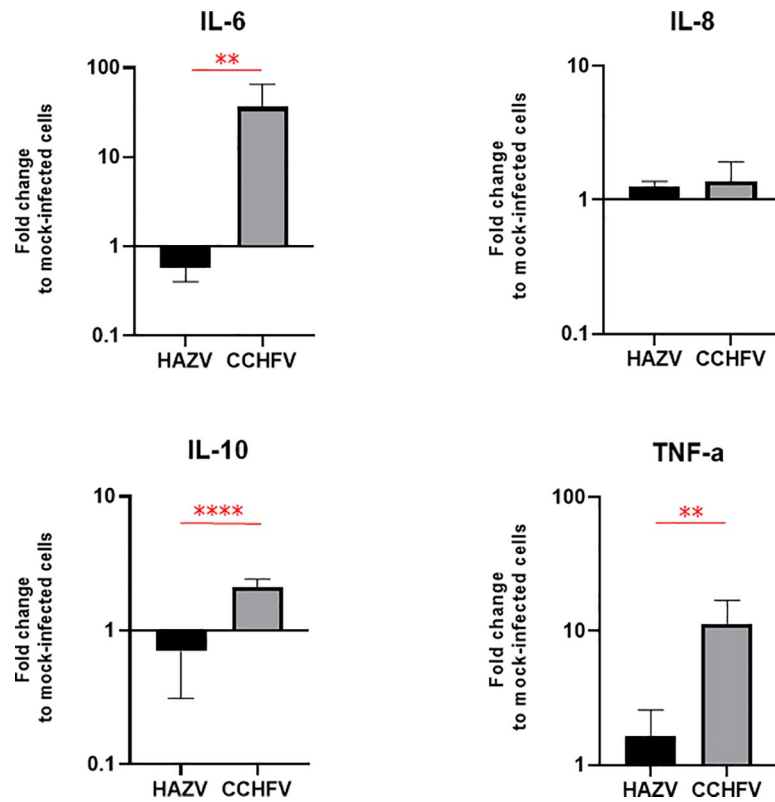 IL-6
Fold change
to mock-infected cells
100
10
1
0.1
**
HAZV CCHFV
IL-8
Fold change
to mock-infected cells
10
1
0.1
HAZV CCHFV
IL-10
Fold change
to mock-infected cells
10
1
0.1
****
HAZV CCHFV
TNF-a
Fold change
to mock-infected cells
100
10
1
**
HAZV CCHFV